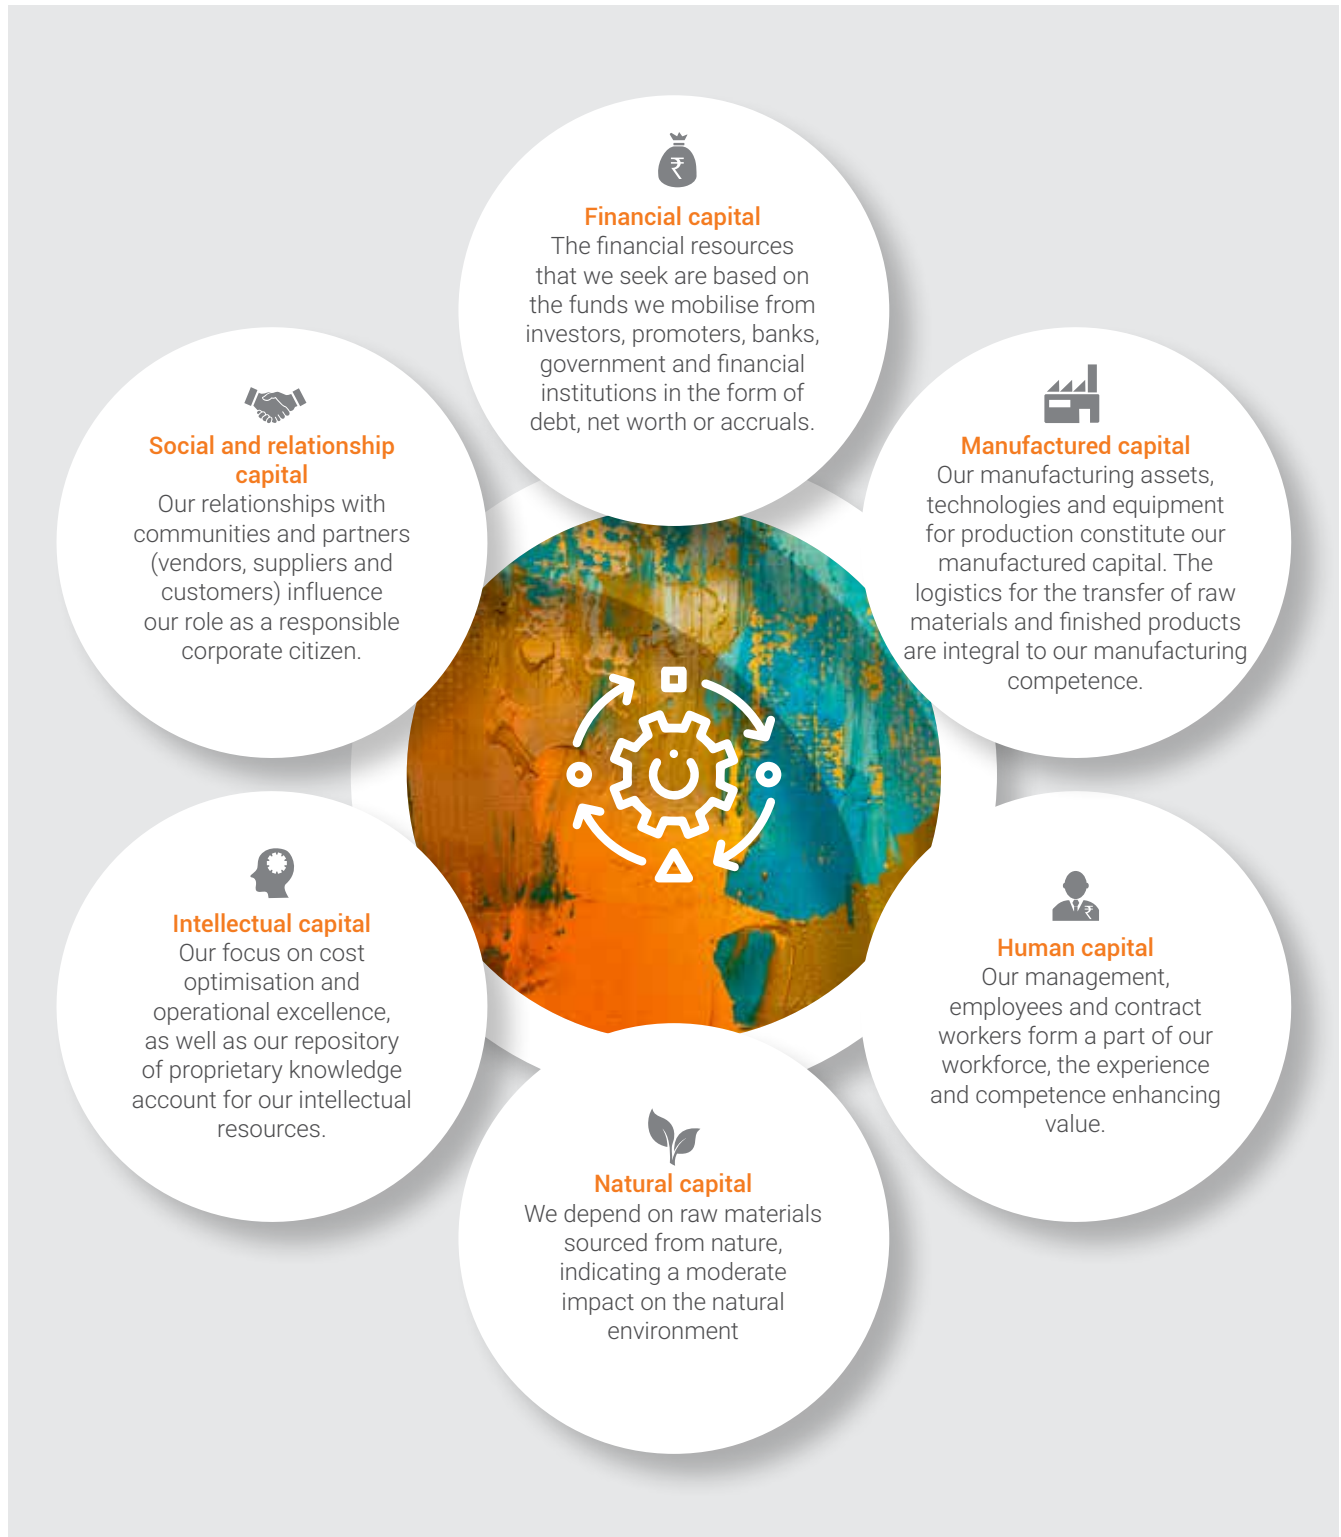 ₹
Financial capital
The financial resources
that we seek are based on
the funds we mobilise from
investors, promoters, banks,
government and financial
institutions in the form of
debt, net worth or accruals.
Manufactured capital
Our manufacturing assets,
technologies and equipment
for production constitute our
manufactured capital. The
logistics for the transfer of raw
materials and finished products
are integral to our manufacturing
competence.
₹
Human capital
Our management,
employees and contract
workers form a part of our
workforce, the experience
and competence enhancing
value.
Natural capital
We depend on raw materials
sourced from nature,
indicating a moderate
impact on the natural
environment
Intellectual capital
Our focus on cost
optimisation and
operational excellence,
as well as our repository
of proprietary knowledge
account for our intellectual
resources.
Social and relationship
capital
Our relationships with
communities and partners
(vendors, suppliers and
customers) influence
our role as a responsible
corporate citizen.